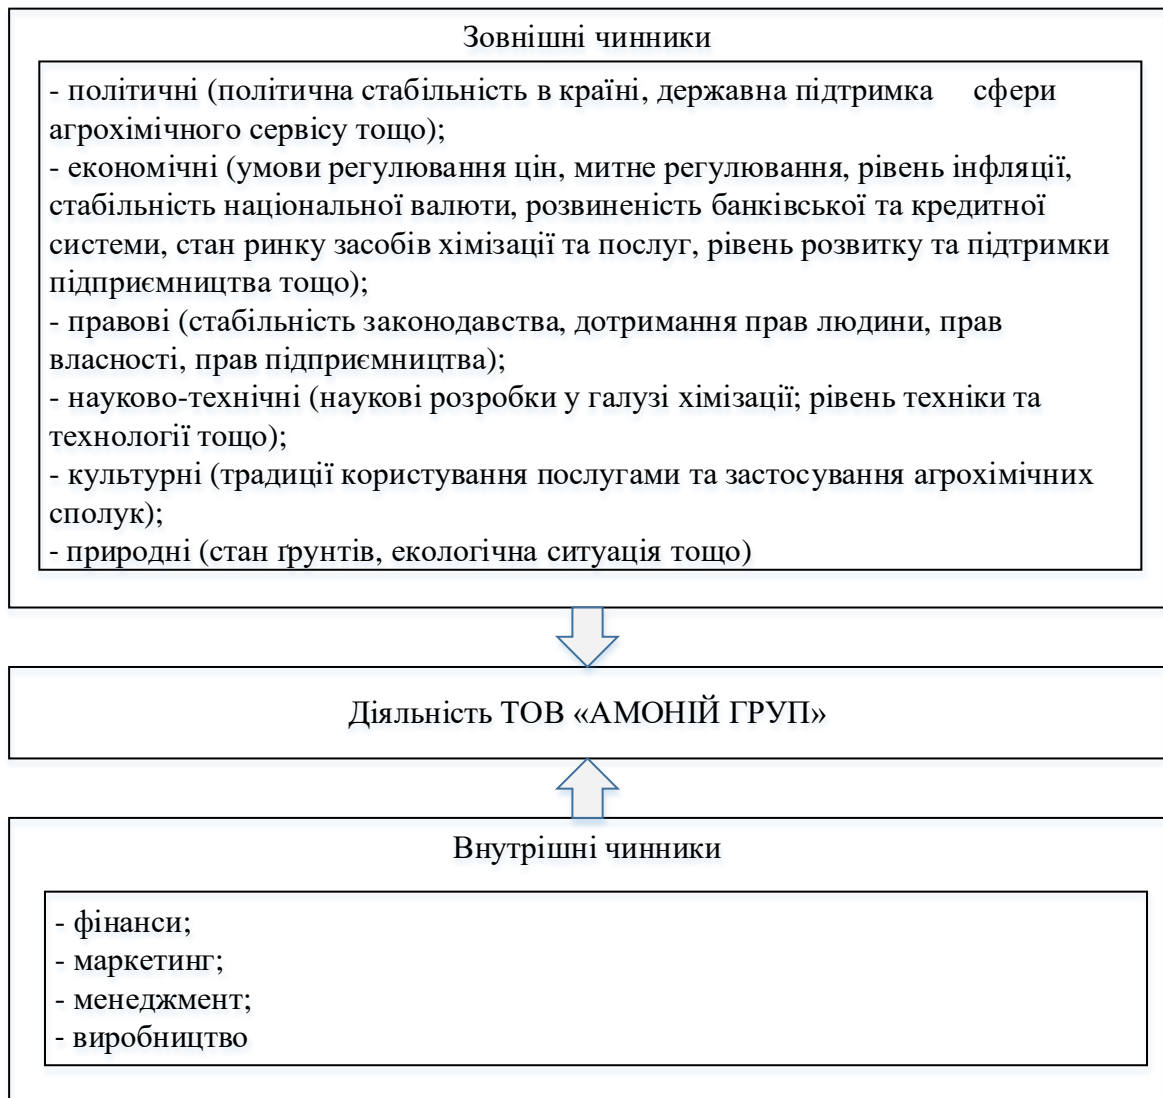 Зовнішні чинники
- політичні (політична стабільність в країні, державна підтримка сфери
агрохімічного сервісу тощо);
- економічні (умови регулювання цін, митне регулювання, рівень інфляції,
стабільність національної валюти, розвиненість банківської та кредитної
системи, стан ринку засобів хімізації та послуг, рівень розвитку та підтримки
підприємництва тощо);
- правові (стабільність законодавства, дотримання прав людини, прав
власності, прав підприємництва);
- науково-технічні (наукові розробки у галузі хімізації; рівень техніки та
технології тощо);
- культурні (традиції користування послугами та застосування агрохімічних
сполук);
- природні (стан ґрунтів, екологічна ситуація тощо)
Діяльність ТОВ «АМОНІЙ ГРУП»
Внутрішні чинники
- фінанси;
- маркетинг;
- менеджмент;
- виробництво